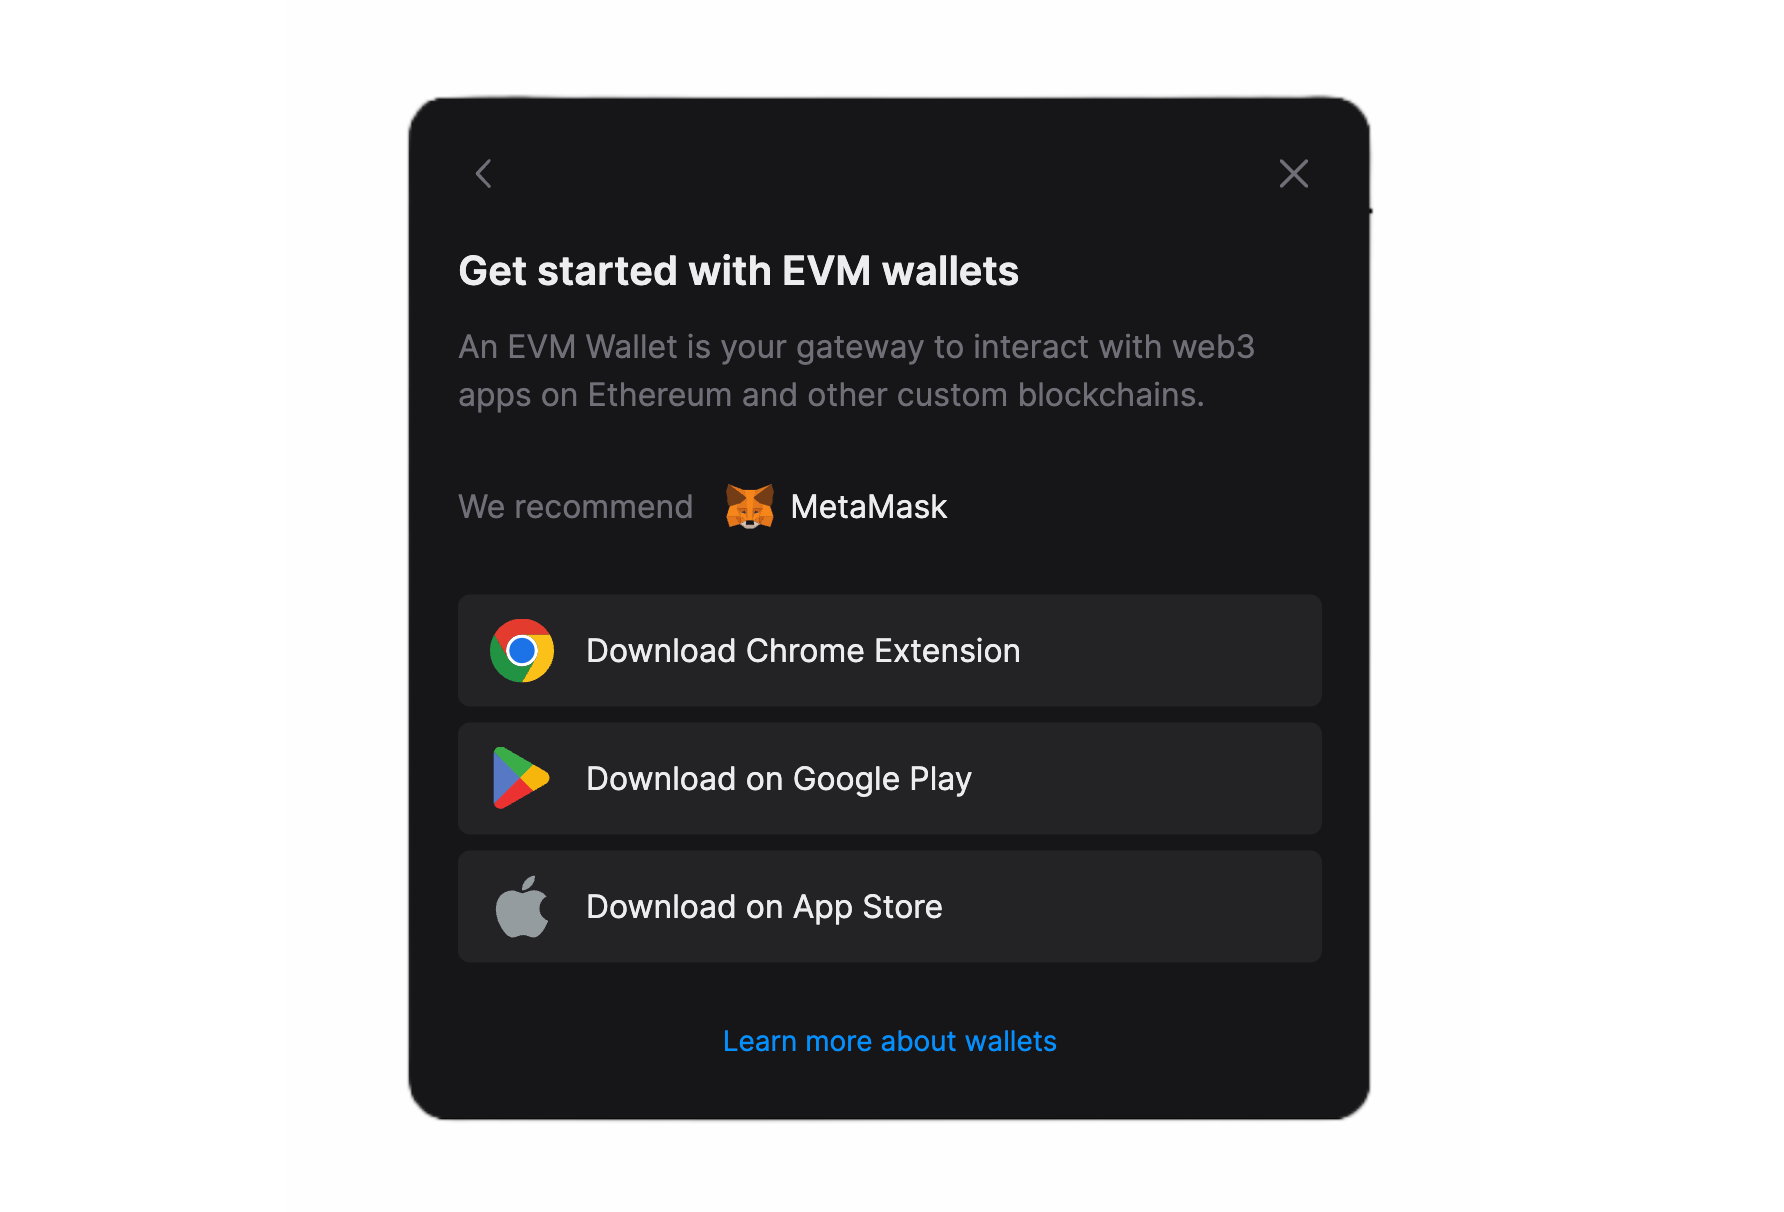 Get started with EVM wallets
An EVM Wallet is your gateway to interact with web3
apps on Ethereum and other custom blockchains.
We recommend MetaMask
Download Chrome Extension
Download on Google Play
Download on App Store
Learn more about wallets